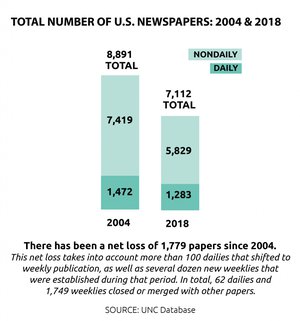 TOTAL NUMBER OF U.S. NEWSPAPERS: 2004 & 2018
NONDAILY
DAILY
8,891
TOTAL
7,419
1,472
2004
7,112
TOTAL
5,829
1,283
2018
There has been a net loss of 1,779 papers since 2004.
This net loss takes into account more than 100 dailies that shifted to
weekly publication, as well as several dozen new weeklies that
were established during that period. In total, 62 dailies and
1,749 weeklies closed or merged with other papers.
SOURCE: UNC Database